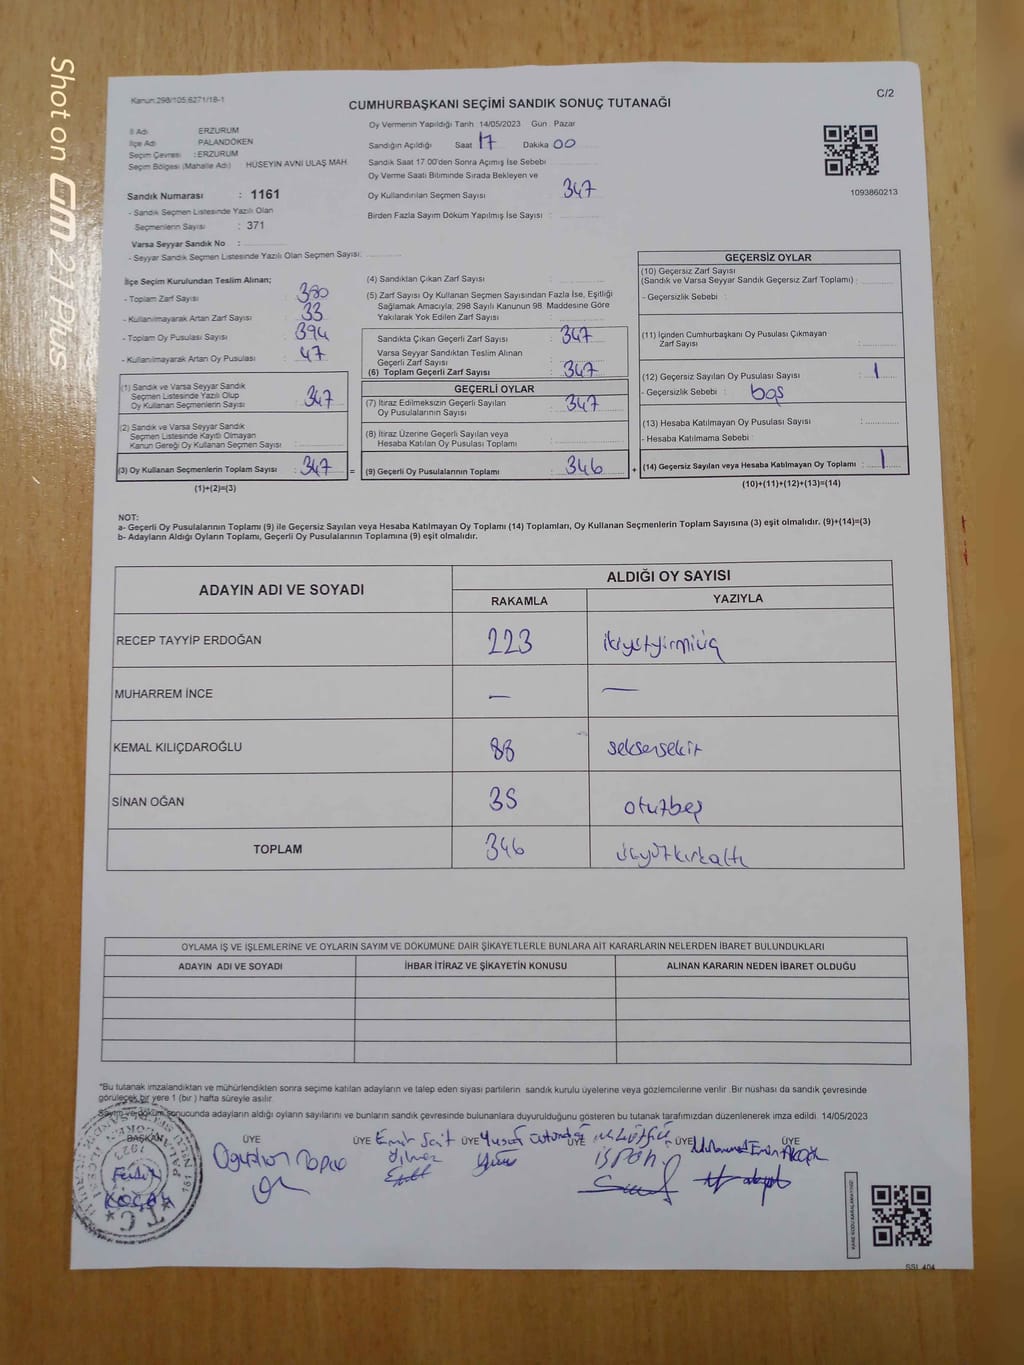 Shot on GM 21 Plus
Kanun:298/105;6271/18-1
C/2
CUMHURBAŞKANI SEÇİMİ SANDIK SONUÇ TUTANAĞI
İl Adı : ERZURUM
İlçe Adı : PALANDÖKEN
Seçim Çevresi : ERZURUM
Seçim Bölgesi (Mahalle Adı) : HÜSEYİN AVNİ ULAŞ MAH.
Sandık Numarası : 1161
- Sandık Seçmen Listesinde Yazılı Olan
Seçmenlerin Sayısı : 371
Varsa Seyyar Sandık No :
- Seyyar Sandık Seçmen Listesinde Yazılı Olan Seçmen Sayısı:
Oy Vermenin Yapıldığı Tarih 14/05/2023 Gün Pazar
Sandığın Açıldığı Saat 17 Dakika 00
Sandık Saat 17:00'den Sonra Açımış İse Sebebi
Oy Verme Saati Bitiminde Sırada Bekleyen ve
Oy Kullandırılan Seçmen Sayısı : 347
Birden Fazla Sayım Döküm Yapılmış İse Sayısı :
1093860213
İlçe Seçim Kurulundan Teslim Alınan;
- Toplam Zarf Sayısı : 380
- Kullanılmayarak Artan Zarf Sayısı : 33
- Toplam Oy Pusulası Sayısı : 394
- Kullanılmayarak Artan Oy Pusulası : 47
(1) Sandık ve Varsa Seyyar Sandık
Seçmen Listesinde Yazılı Olup
Oy Kullanan Seçmenlerin Sayısı : 347
(2) Sandık ve Varsa Seyyar Sandık
Seçmen Listesinde Kayıtlı Olmayan
Kanun Gereği Oy Kullanan Seçmen Sayısı :
(3) Oy Kullanan Seçmenlerin Toplam Sayısı : 347 =
(1)+(2)=(3)
(4) Sandıktan Çıkan Zarf Sayısı :
(5) Zarf Sayısı Oy Kullanan Seçmen Sayısından Fazla İse, Eşitliği
Sağlamak Amacıyla; 298 Sayılı Kanunun 98. Maddesine Göre
Yakılarak Yok Edilen Zarf Sayısı :
Sandıkta Çıkan Geçerli Zarf Sayısı : 347
Varsa Seyyar Sandıktan Teslim Alınan
Geçerli Zarf Sayısı :
(6) Toplam Geçerli Zarf Sayısı : 347
GEÇERLİ OYLAR
(7) İtiraz Edilmeksizin Geçerli Sayılan
Oy Pusulalarının Sayısı : 347
(8) İtiraz Üzerine Geçerli Sayılan veya
Hesaba Katılan Oy Pusulası Toplamı :
(9) Geçerli Oy Pusulalarının Toplamı : 346 +
GEÇERSİZ OYLAR
(10) Geçersiz Zarf Sayısı
(Sandık ve Varsa Seyyar Sandık Geçersiz Zarf Toplamı) :
- Geçersizlik Sebebi :
(11) İçinden Cumhurbaşkanı Oy Pusulası Çıkmayan
Zarf Sayısı :
(12) Geçersiz Sayılan Oy Pusulası Sayısı : 1
- Geçersizlik Sebebi : boş
(13) Hesaba Katılmayan Oy Pusulası Sayısı :
- Hesaba Katılmama Sebebi :
(14) Geçersiz Sayılan veya Hesaba Katılmayan Oy Toplamı : 1
(10)+(11)+(12)+(13)=(14)
NOT:
a- Geçerli Oy Pusulalarının Toplamı (9) ile Geçersiz Sayılan veya Hesaba Katılmayan Oy Toplamı (14) Toplamları, Oy Kullanan Seçmenlerin Toplam Sayısına (3) eşit olmalıdır. (9)+(14)=(3)
b- Adayların Aldığı Oyların Toplamı, Geçerli Oy Pusulalarının Toplamına (9) eşit olmalıdır.
ADAYIN ADI VE SOYADI ALDIĞI OY SAYISI
RAKAMLA YAZIYLA
RECEP TAYYİP ERDOĞAN 223 ikiyüzyirmiüç
MUHARREM İNCE — —
KEMAL KILIÇDAROĞLU 88 seksensekiz
SİNAN OĞAN 35 otuzbeş
TOPLAM 346 üçyüzkırkaltı
OYLAMA İŞ VE İŞLEMLERİNE VE OYLARIN SAYIM VE DÖKÜMÜNE DAİR ŞİKAYETLERLE BUNLARA AİT KARARLARIN NELERDEN İBARET BULUNDUKLARI
ADAYIN ADI VE SOYADI İHBAR İTİRAZ VE ŞİKAYETİN KONUSU ALINAN KARARIN NEDEN İBARET OLDUĞU
*Bu tutanak imzalandıktan ve mühürlendikten sonra seçime katılan adayların ve talep eden siyasi partilerin sandık kurulu üyelerine veya gözlemcilerine verilir. Bir nüshası da sandık çevresinde
görülecek bir yere 1 (bir) hafta süreyle asılır.
Sayım ve döküm sonucunda adayların aldığı oyların sayılarını ve bunların sandık çevresinde bulunanlara duyurulduğunu gösteren bu tutanak tarafımızdan düzenlenerek imza edildi. 14/05/2023
BAŞKAN ÜYE ÜYE ÜYE ÜYE ÜYE ÜYE
KOÇAK Emir Sait Yılmaz Yusuf Muhammed Emin
T.C.
KARE KODU KARALAMAYINIZ!
SSL 404